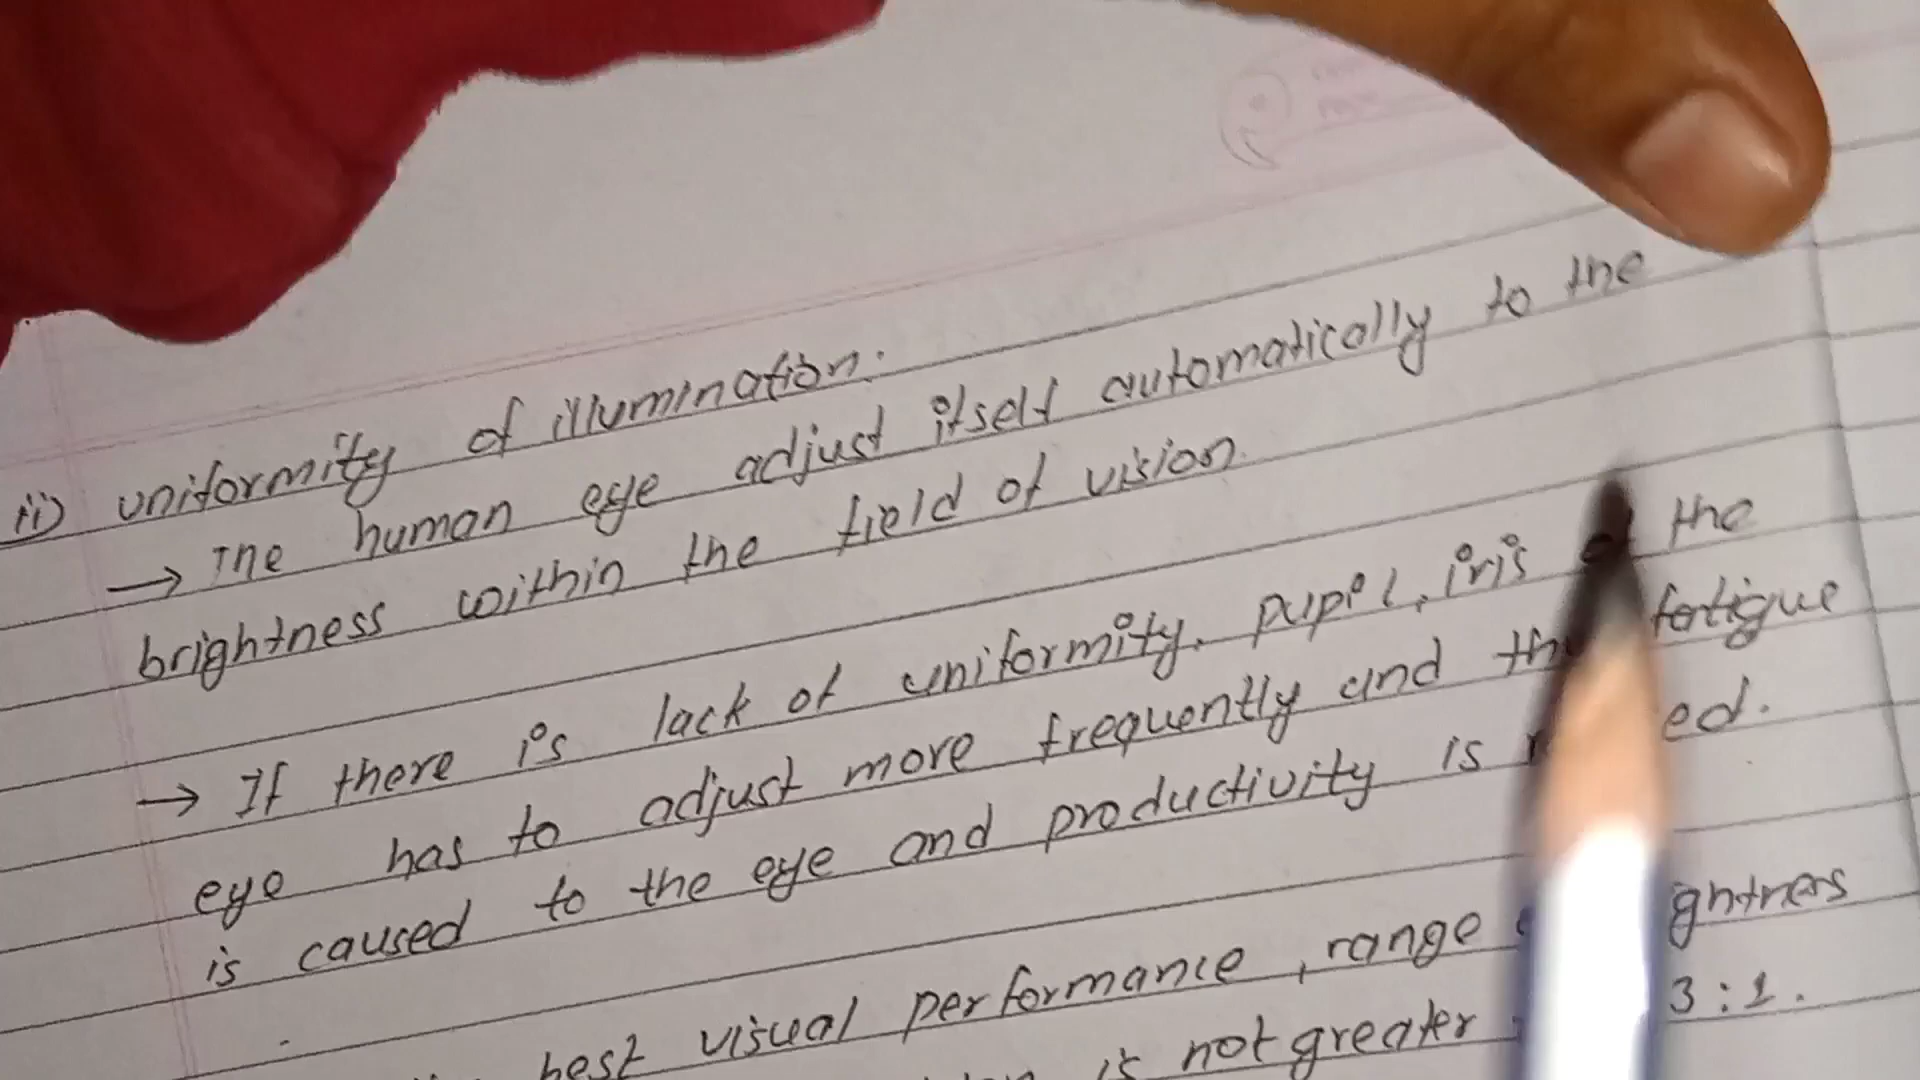 ii) uniformity of illumination.
→ The human eye adjust itself automatically to the
brightness within the field of vision.
→ If there is lack of uniformity. pupil, iris the
eye has to adjust more frequently and fatigue
is caused to the eye and productivity is
best visual performance, range
is not greater 3:1.